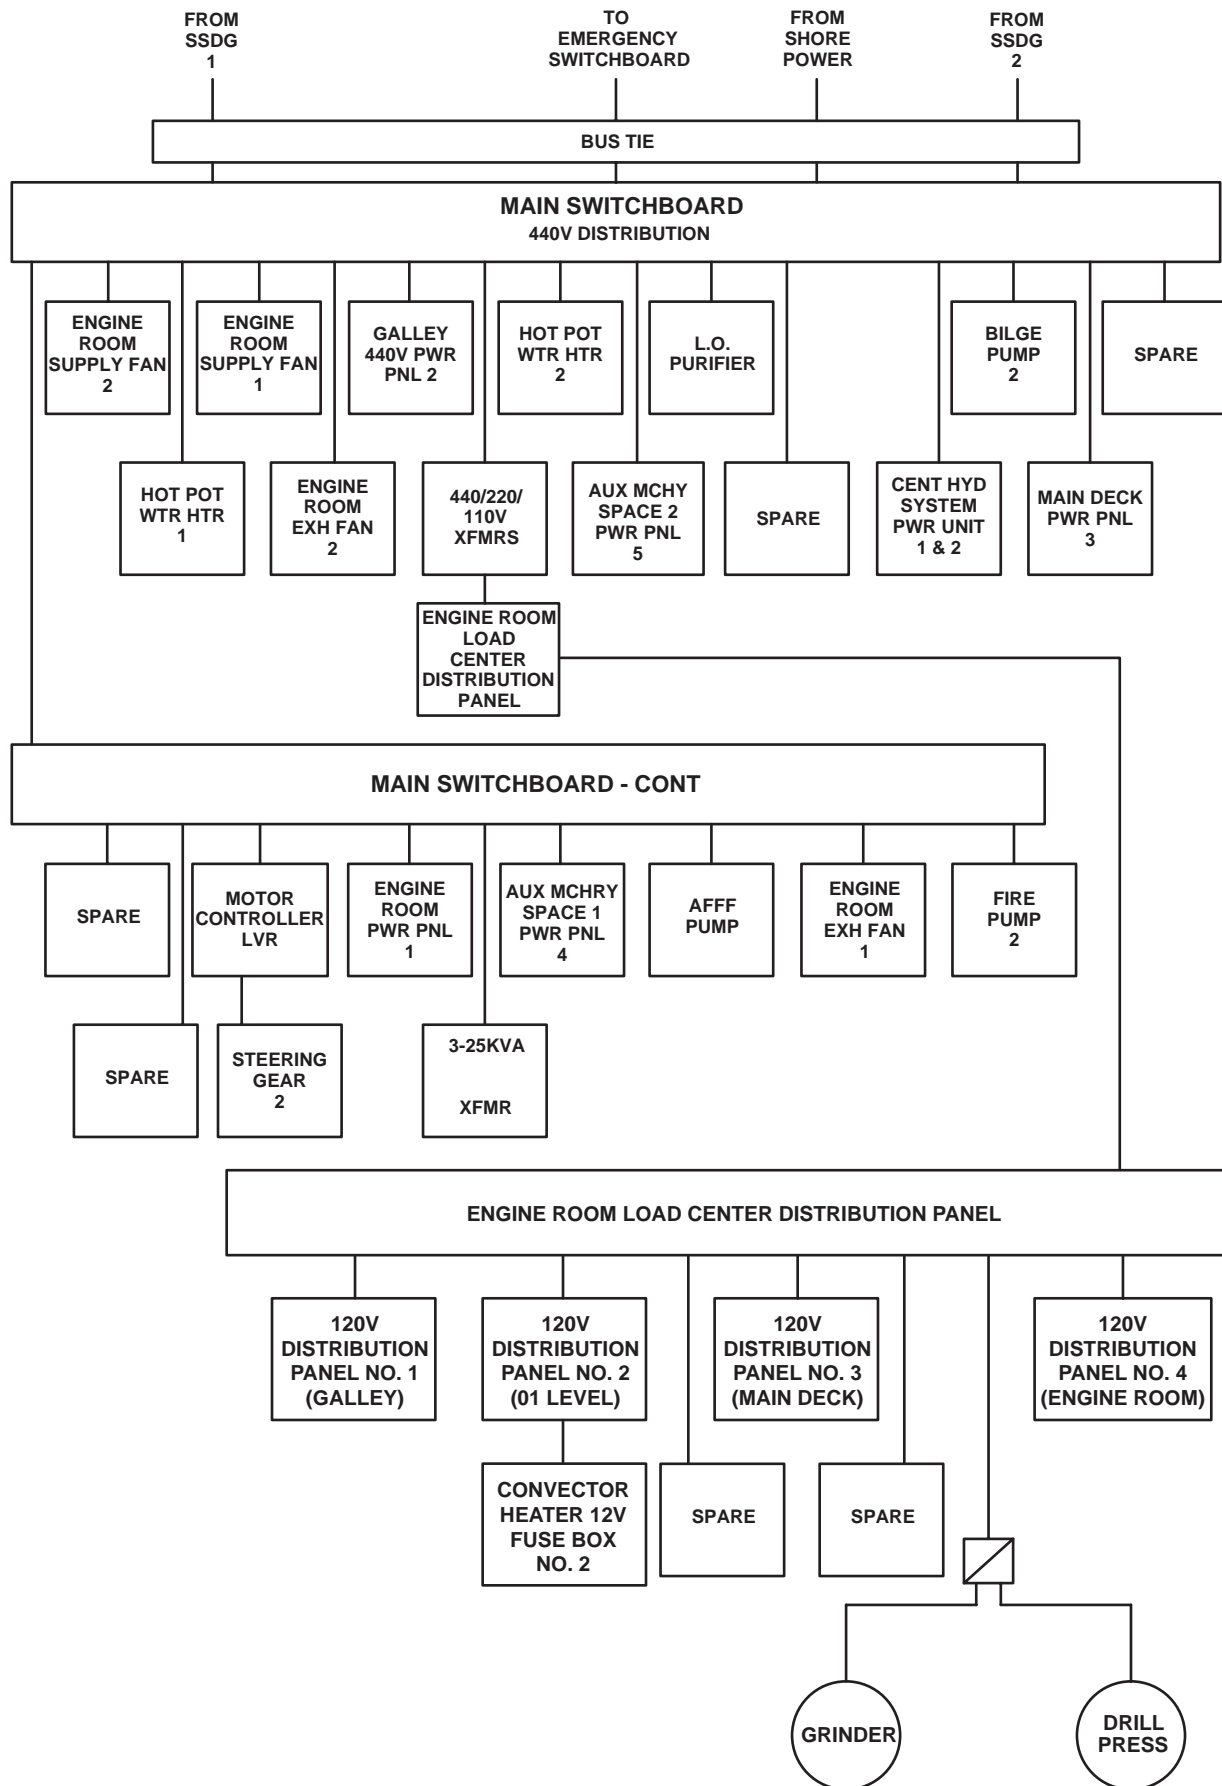 FROM
SSDG
1
TO
EMERGENCY
SWITCHBOARD
FROM
SHORE
POWER
FROM
SSDG
2
BUS TIE
MAIN SWITCHBOARD
440V DISTRIBUTION
ENGINE
ROOM
SUPPLY FAN
2
ENGINE
ROOM
SUPPLY FAN
1
GALLEY
440V PWR
PNL 2
HOT POT
WTR HTR
2
L.O.
PURIFIER
BILGE
PUMP
2
SPARE
HOT POT
WTR HTR
1
ENGINE
ROOM
EXH FAN
2
440/220/
110V
XFMRS
AUX MCHY
SPACE 2
PWR PNL
5
SPARE
CENT HYD
SYSTEM
PWR UNIT
1 & 2
MAIN DECK
PWR PNL
3
ENGINE ROOM
LOAD
CENTER
DISTRIBUTION
PANEL
MAIN SWITCHBOARD - CONT
SPARE
MOTOR
CONTROLLER
LVR
ENGINE
ROOM
PWR PNL
1
AUX MCHRY
SPACE 1
PWR PNL
4
AFFF
PUMP
ENGINE
ROOM
EXH FAN
1
FIRE
PUMP
2
SPARE
STEERING
GEAR
2
3-25KVA
XFMR
ENGINE ROOM LOAD CENTER DISTRIBUTION PANEL
120V
DISTRIBUTION
PANEL NO. 1
(GALLEY)
120V
DISTRIBUTION
PANEL NO. 2
(01 LEVEL)
120V
DISTRIBUTION
PANEL NO. 3
(MAIN DECK)
120V
DISTRIBUTION
PANEL NO. 4
(ENGINE ROOM)
CONVECTOR
HEATER 12V
FUSE BOX
NO. 2
SPARE
SPARE
GRINDER
DRILL
PRESS